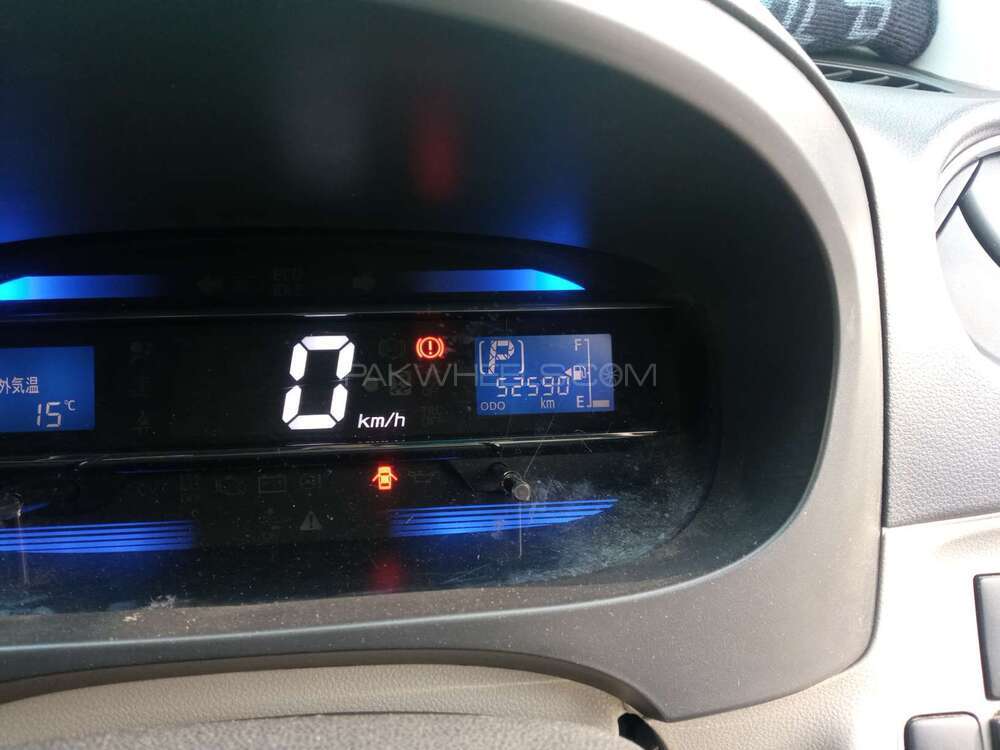 外気温
15℃
0
km/h
P
F
52590
ODO
km
E
PAKWHEELS.COM